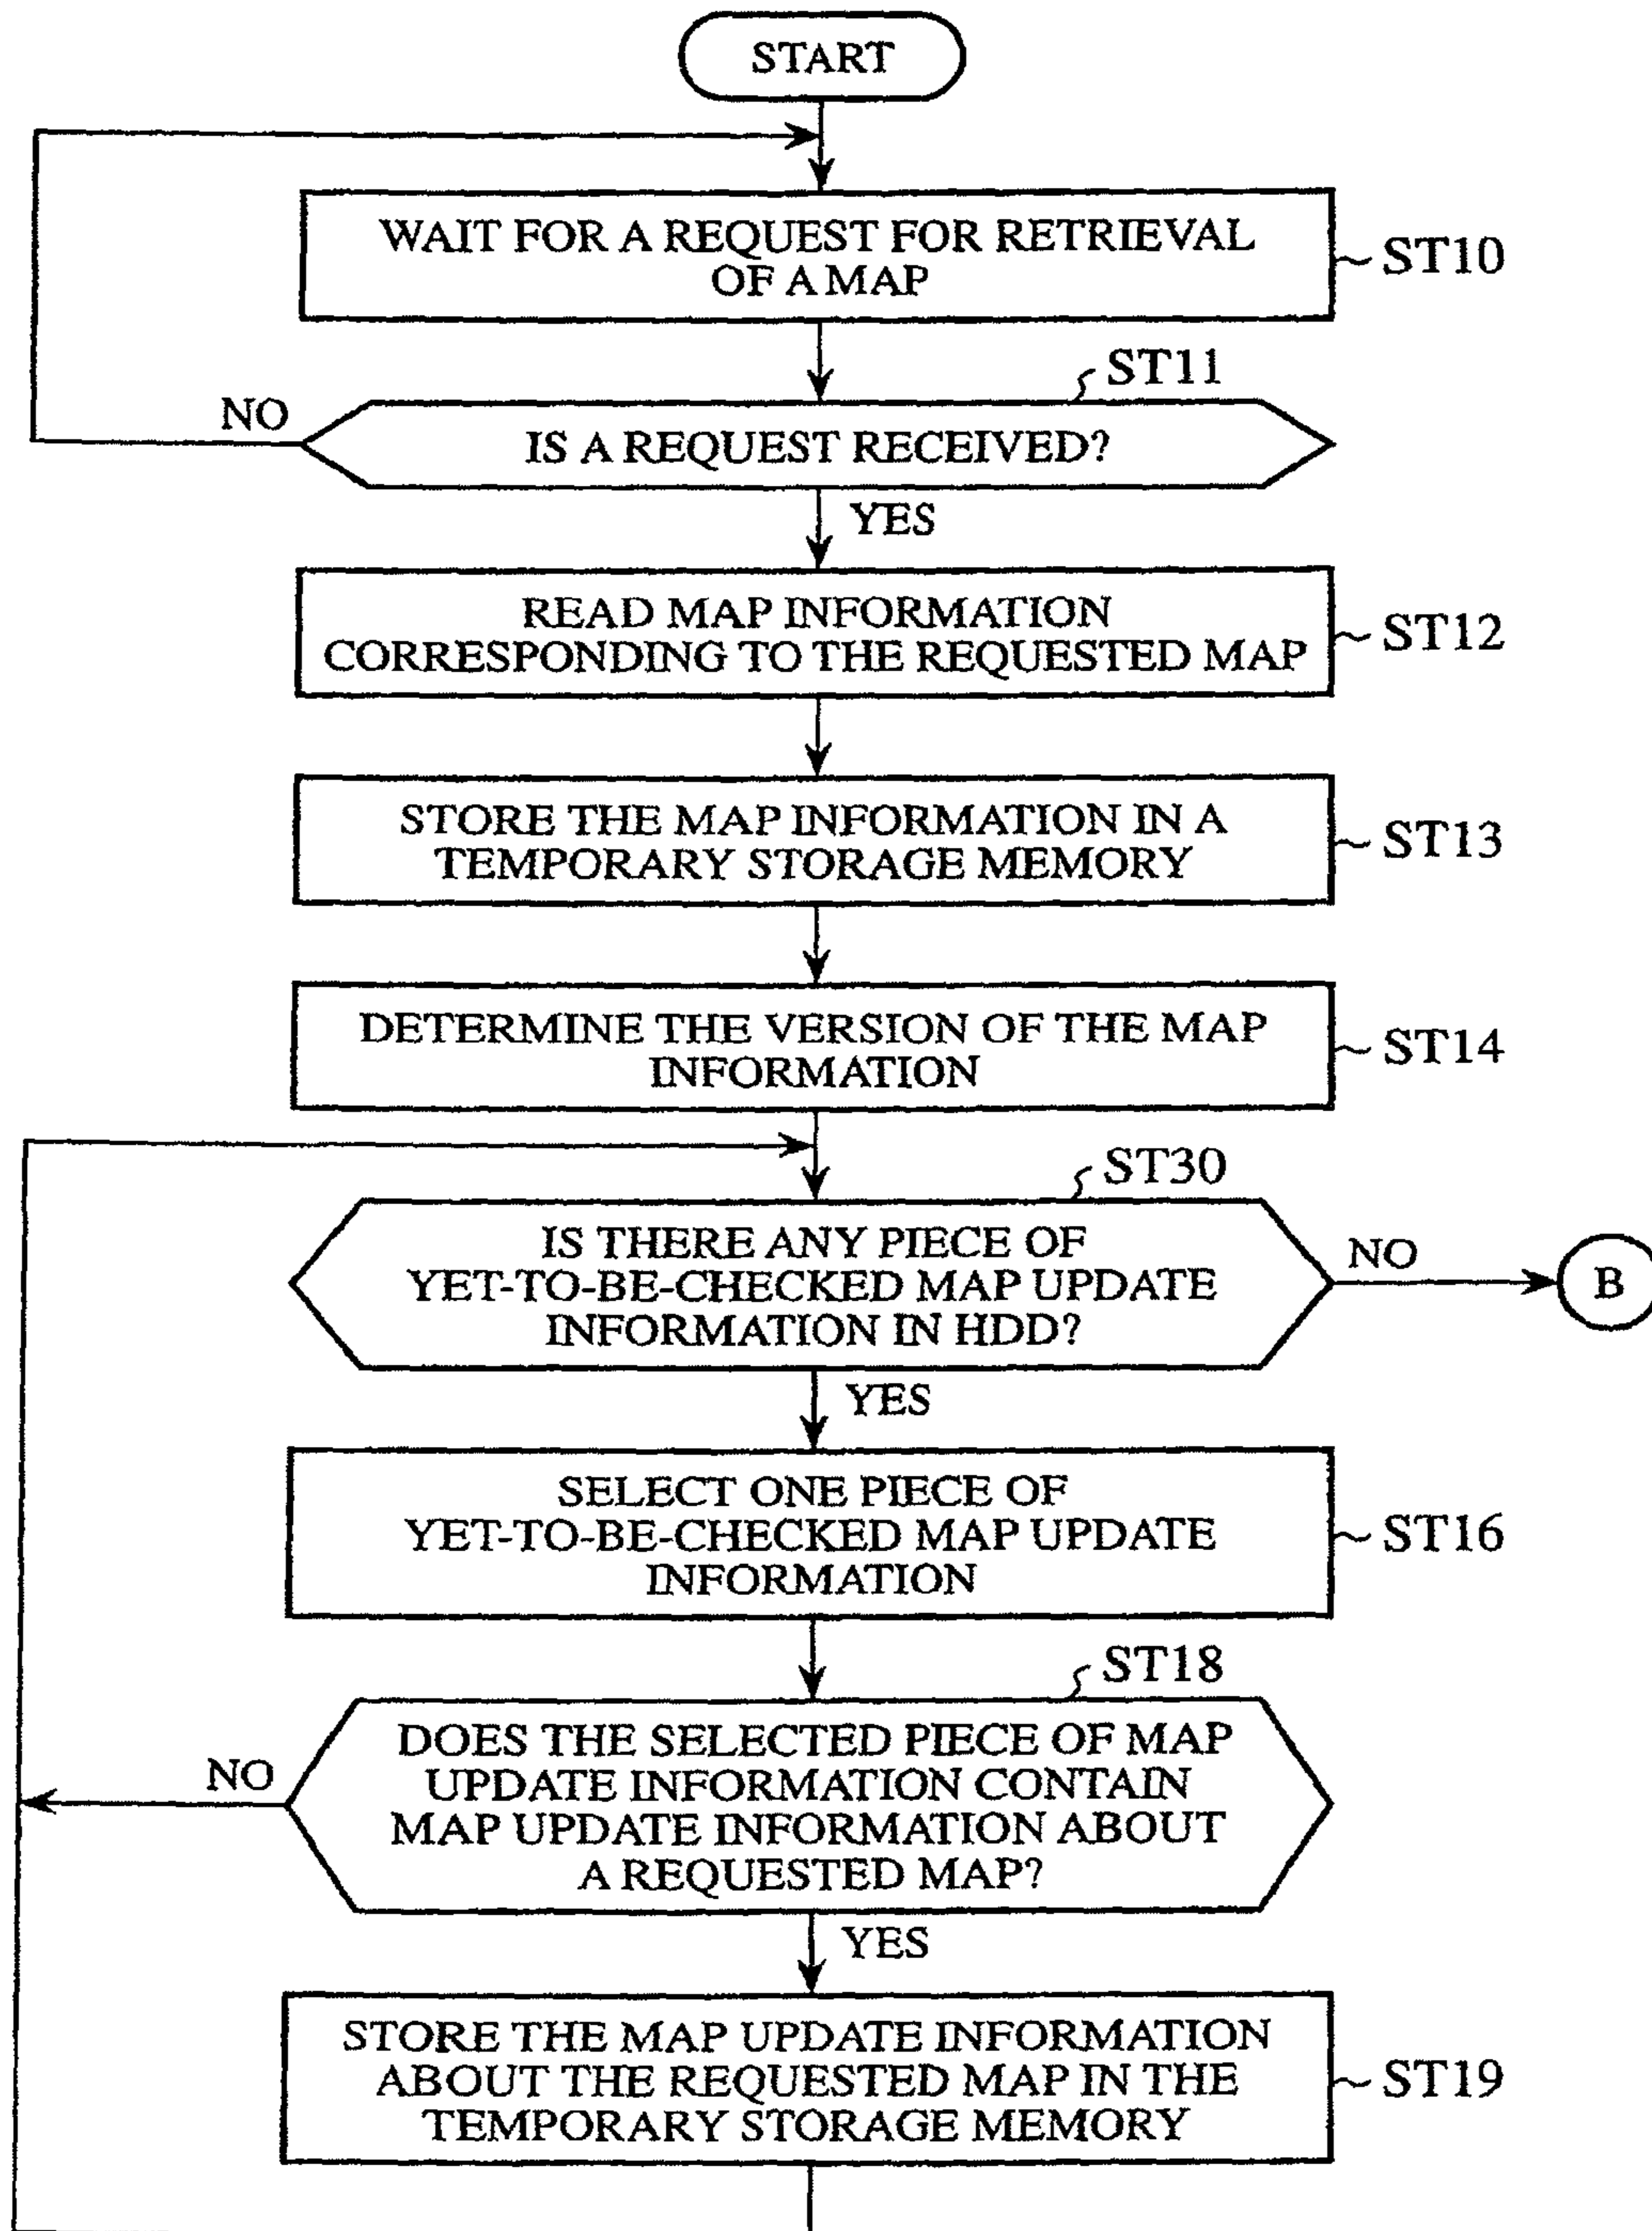 START
WAIT FOR A REQUEST FOR RETRIEVAL
OF A MAP
ST10
ST11
NO
IS A REQUEST RECEIVED?
YES
READ MAP INFORMATION
CORRESPONDING TO THE REQUESTED MAP
ST12
STORE THE MAP INFORMATION IN A
TEMPORARY STORAGE MEMORY
ST13
DETERMINE THE VERSION OF THE MAP
INFORMATION
ST14
ST30
IS THERE ANY PIECE OF
YET-TO-BE-CHECKED MAP UPDATE
INFORMATION IN HDD?
NO
B
YES
SELECT ONE PIECE OF
YET-TO-BE-CHECKED MAP UPDATE
INFORMATION
ST16
ST18
NO
DOES THE SELECTED PIECE OF MAP
UPDATE INFORMATION CONTAIN
MAP UPDATE INFORMATION ABOUT
A REQUESTED MAP?
YES
STORE THE MAP UPDATE INFORMATION
ABOUT THE REQUESTED MAP IN THE
TEMPORARY STORAGE MEMORY
ST19